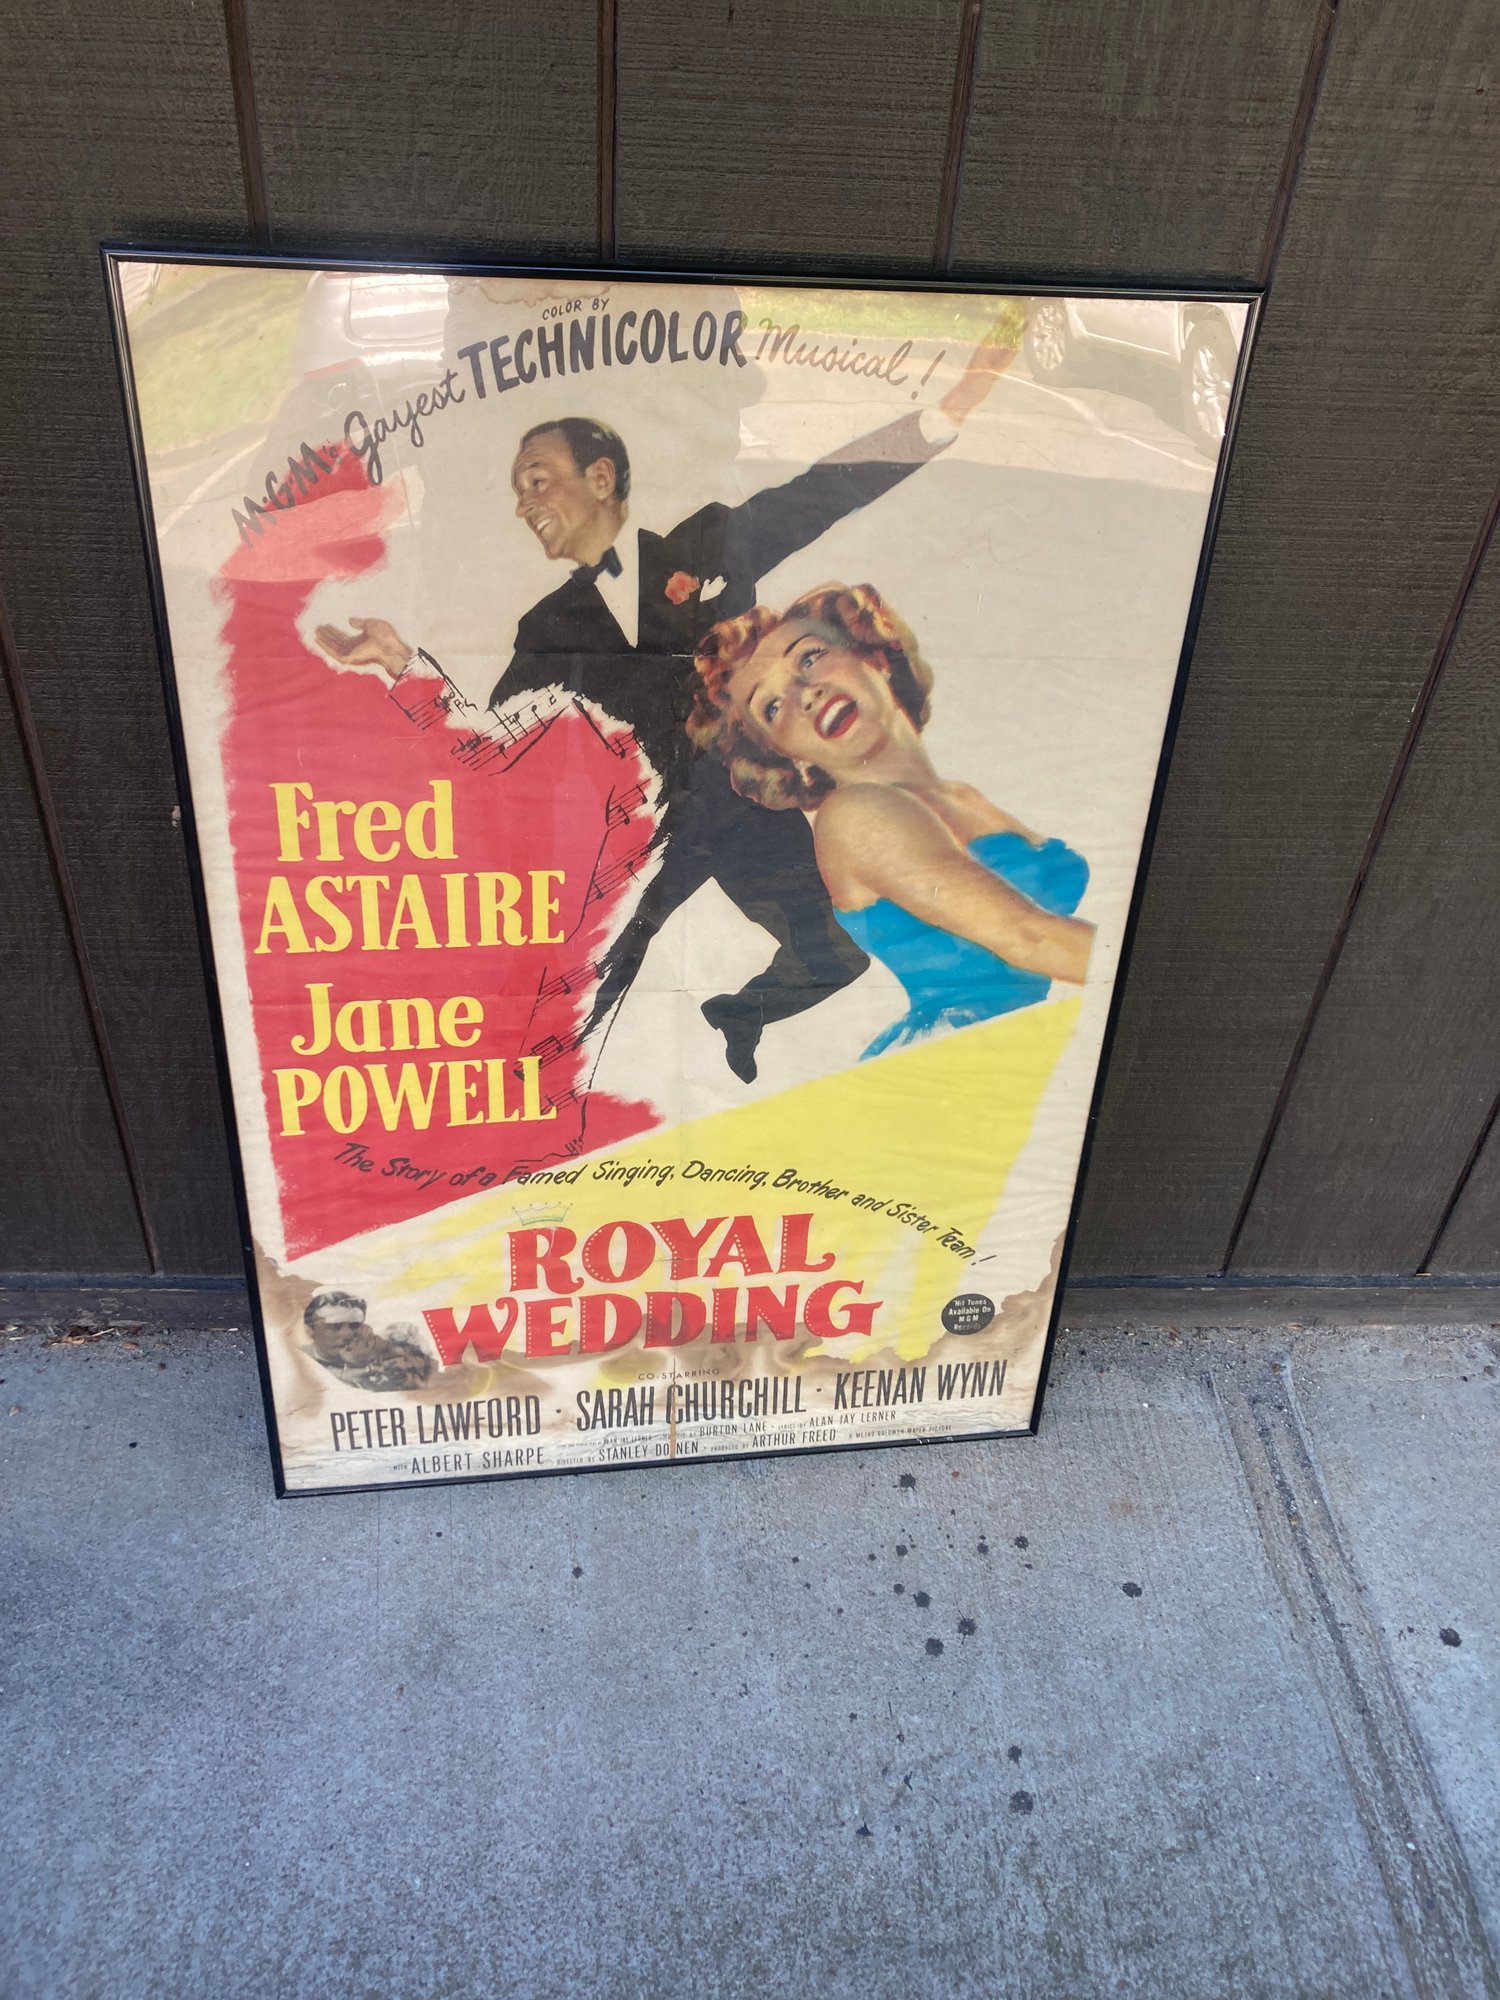 COLOR BY
M·G·M's Gayest TECHNICOLOR Musical!
Fred
ASTAIRE
Jane
POWELL
The Story of a Famed Singing, Dancing, Brother and Sister Team!
ROYAL
WEDDING
Hit Tunes
Available On
M G M
Records
CO-STARRING
PETER LAWFORD · SARAH CHURCHILL · KEENAN WYNN
ALAN JAY LERNER · MUSIC BY BURTON LANE · LYRICS BY ALAN JAY LERNER
WITH ALBERT SHARPE DIRECTED BY STANLEY DONEN · PRODUCED BY ARTHUR FREED A METRO GOLDWYN MAYER PICTURE